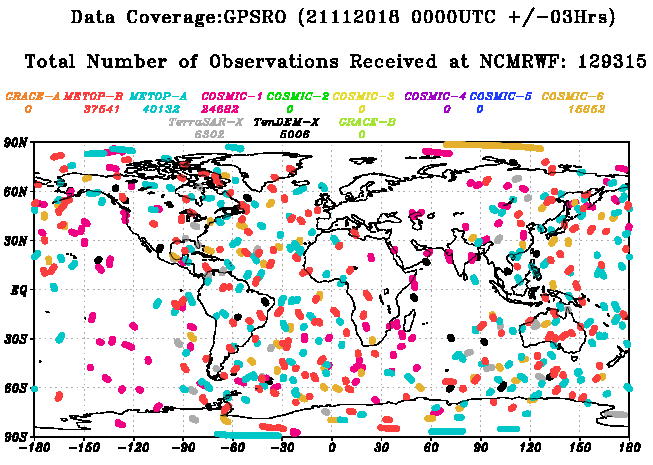 Data Coverage:GPSRO (21112018 0000UTC +/-03Hrs)
Total Number of Observations Received at NCMRWF: 129315
GRACE-A METOP-B METOP-A COSMIC-1 COSMIC-2 COSMIC-3 COSMIC-4 COSMIC-5 COSMIC-6
0 37541 40132 24682 0 0 0 0 15652
TerraSAR-X TanDEM-X GRACE-B
6302 5006 0
90N
60N
30N
EQ
30S
60S
90S
-180 -150 -120 -90 -60 -30 0 30 60 90 120 150 180